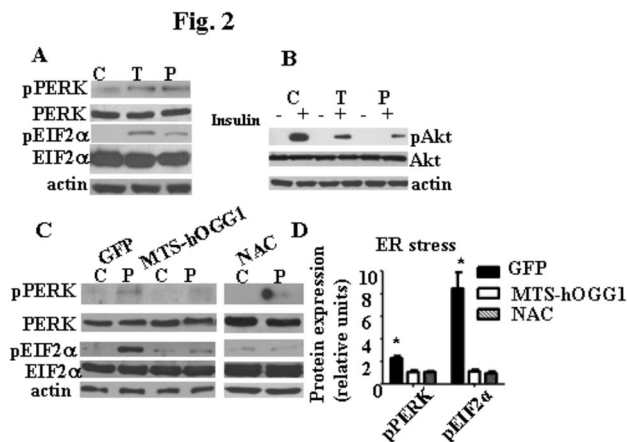 Fig. 2
A
C T P
pPERK
PERK
pEIF2α
EIF2α
actin
B
C T P
Insulin - + - + - +
pAkt
Akt
actin
C
GFP MTS-hOGG1 NAC
C P C P C P
pPERK
PERK
pEIF2α
EIF2α
actin
D
ER stress
Protein expression
(relative units)
10
8
6
4
2
0
* *
GFP
MTS-hOGG1
NAC
pPERK pEIF2α